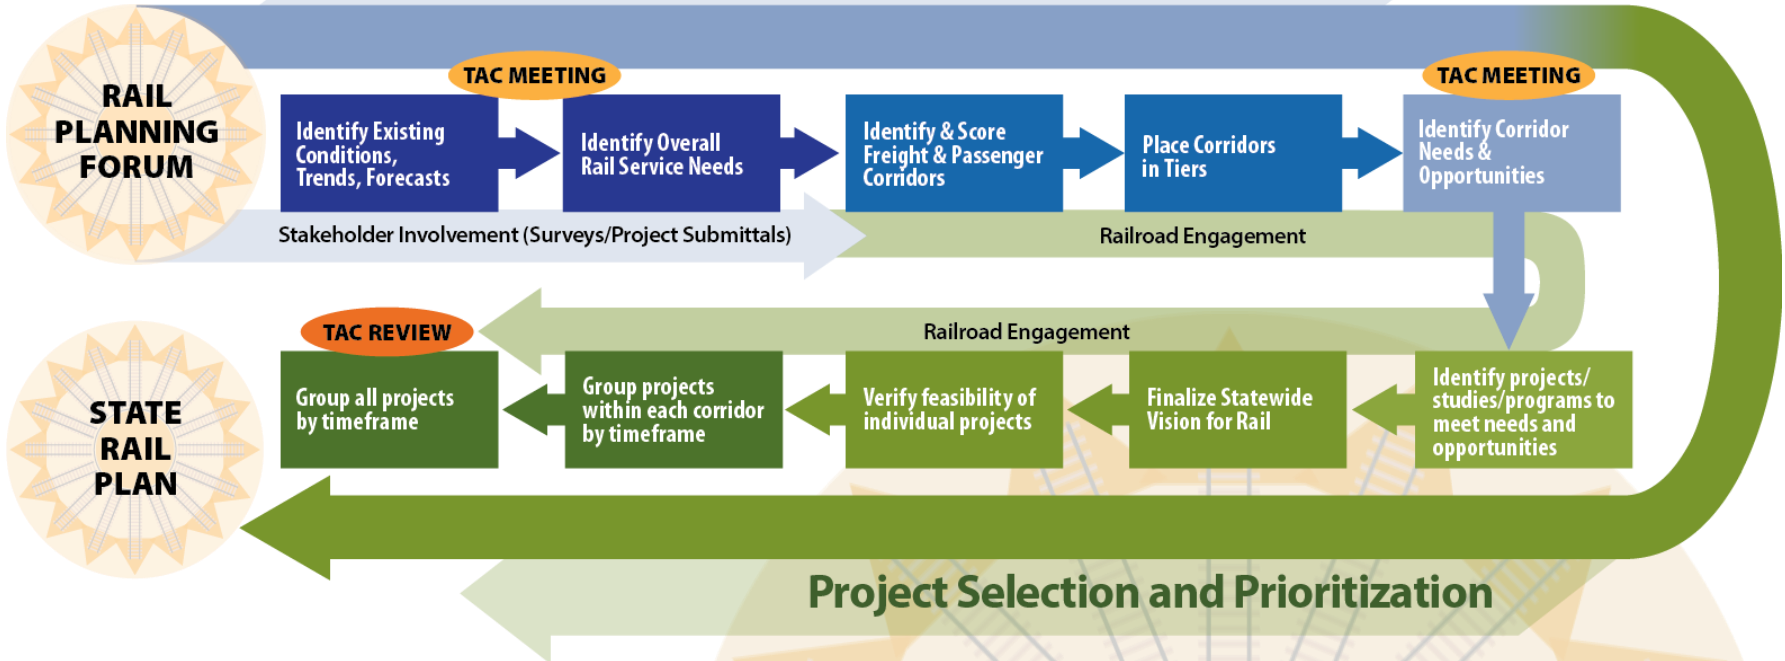 RAIL
PLANNING
FORUM
TAC MEETING
TAC MEETING
Identify Existing
Conditions,
Trends, Forecasts
Identify Overall
Rail Service Needs
Identify & Score
Freight & Passenger
Corridors
Place Corridors
in Tiers
Identify Corridor
Needs &
Opportunities
Stakeholder Involvement (Surveys/Project Submittals)
Railroad Engagement
Railroad Engagement
TAC REVIEW
STATE
RAIL
PLAN
Group all projects
by timeframe
Group projects
within each corridor
by timeframe
Verify feasibility of
individual projects
Finalize Statewide
Vision for Rail
Identify projects/
studies/programs to
meet needs and
opportunities
Project Selection and Prioritization